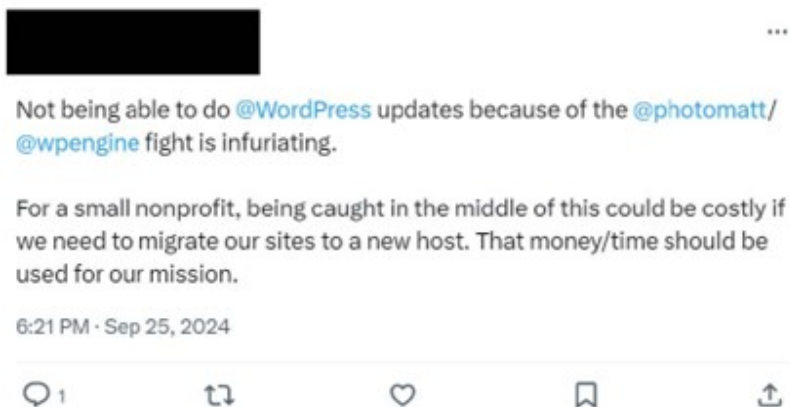 Not being able to do @WordPress updates because of the @photomatt/
@wpengine fight is infuriating.
For a small nonprofit, being caught in the middle of this could be costly if
we need to migrate our sites to a new host. That money/time should be
used for our mission.
6:21 PM · Sep 25, 2024
1